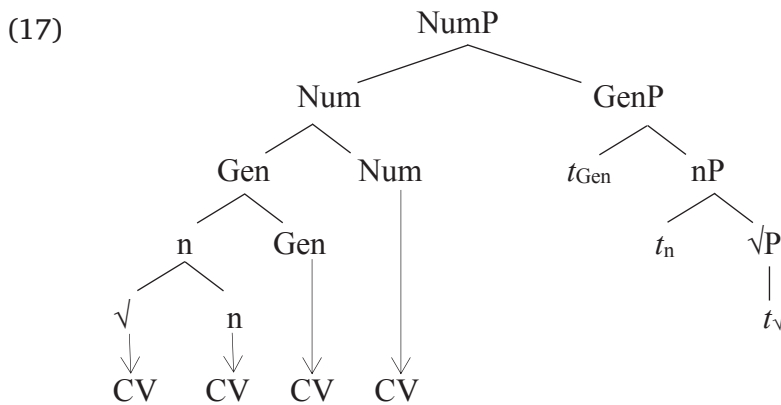 (17) NumP
Num GenP
Gen Num tGen nP
n Gen tn √P
√ n t√
CV CV CV CV